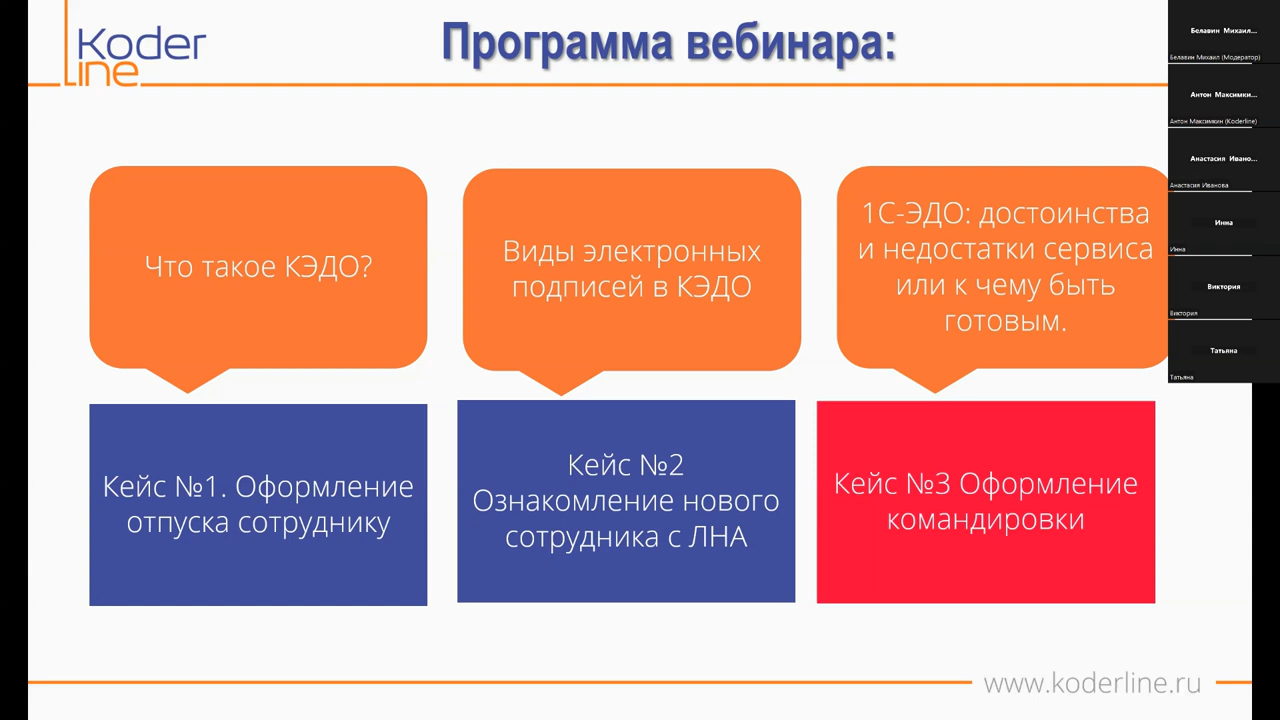 Koder
line
Программа вебинара:
Что такое КЭДО?
Виды электронных
подписей в КЭДО
1С-ЭДО: достоинства
и недостатки сервиса
или к чему быть
готовым.
Кейс №1. Оформление
отпуска сотруднику
Кейс №2
Ознакомление нового
сотрудника с ЛНА
Кейс №3 Оформление
командировки
www.koderline.ru
Белавин Михаил...
Белавин Михаил (Модератор)
Антон Максимки...
Антон Максимкин (Koderline)
Анастасия Ивано...
Анастасия Иванова
Инна
Инна
Виктория
Виктория
Татьяна
Татьяна